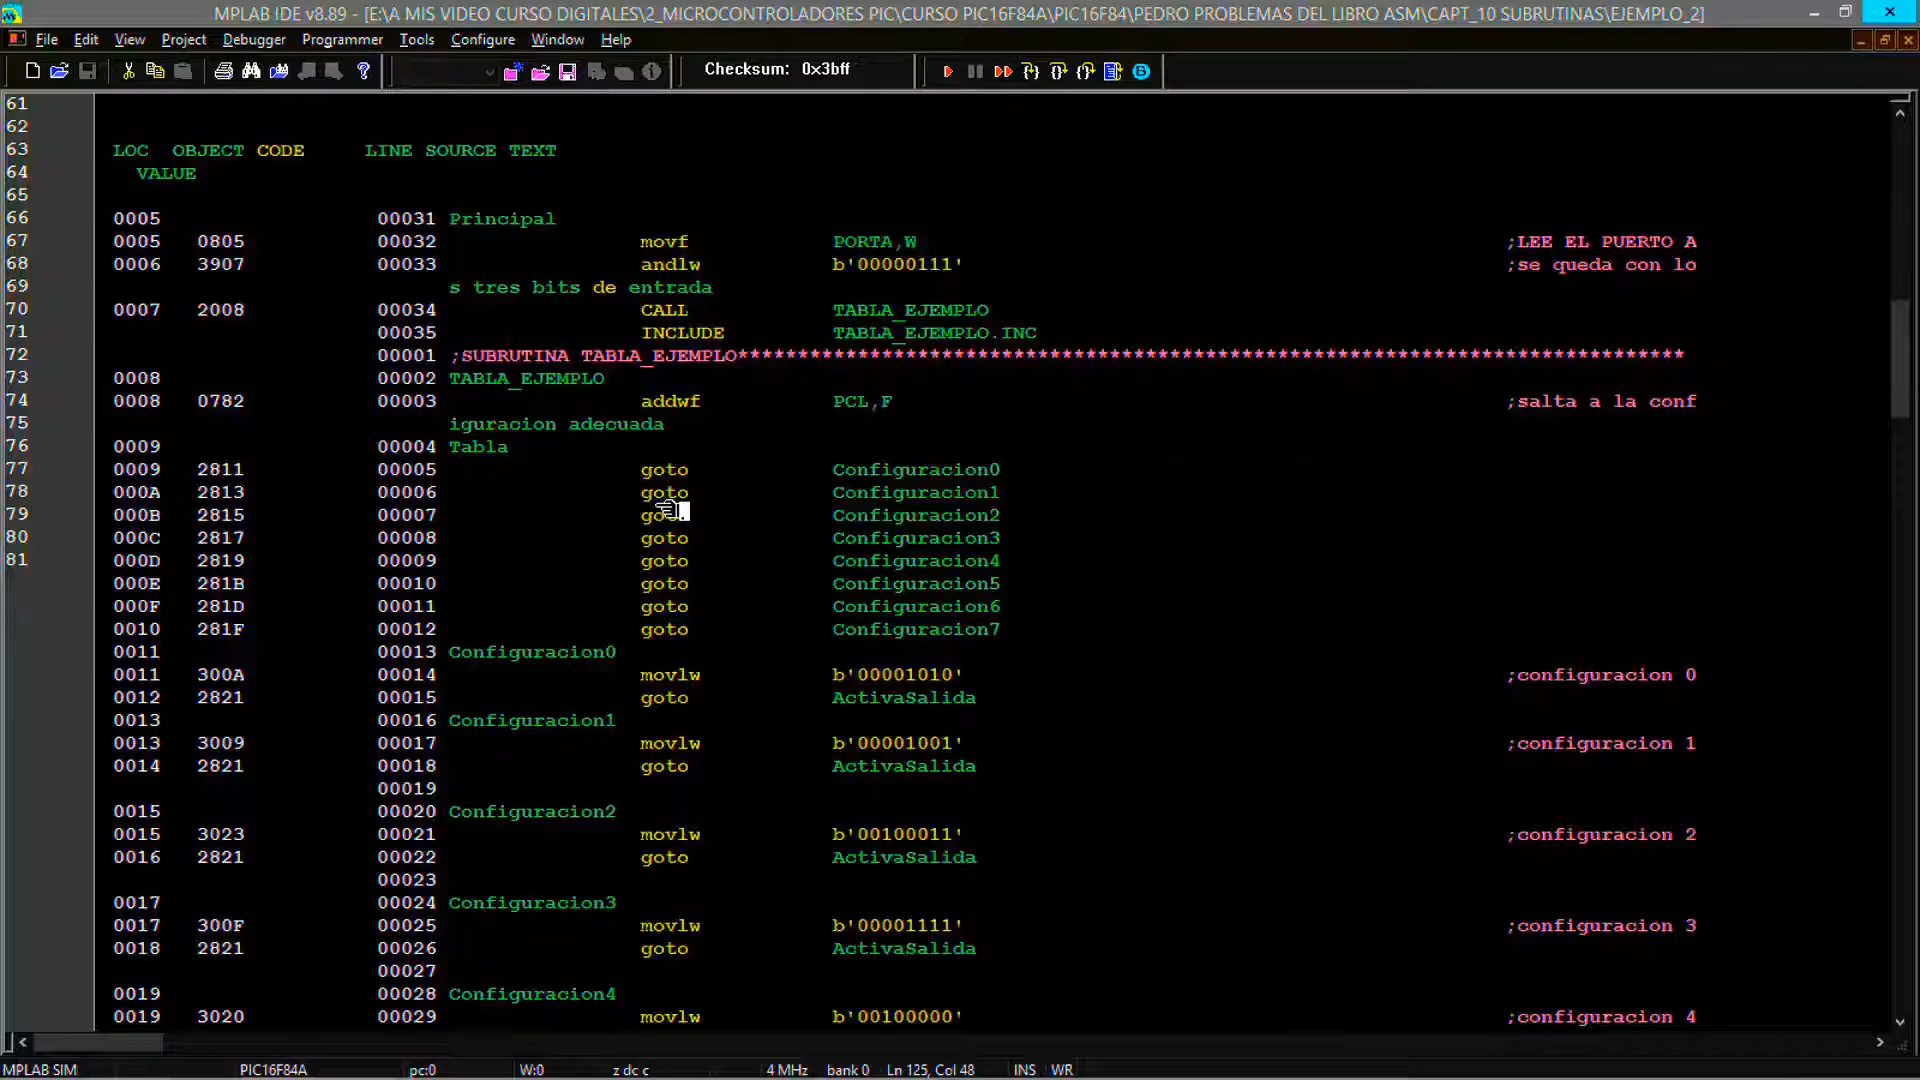 MPLAB IDE v8.89 - [E:\A MIS VIDEO CURSO DIGITALES\2_MICROCONTROLADORES PIC\CURSO PIC16F84A\PIC16F84\PEDRO PROBLEMAS DEL LIBRO ASM\CAPT_10 SUBRUTINAS\EJEMPLO_2]
File Edit View Project Debugger Programmer Tools Configure Window Help
Checksum: 0x3bff
61
62
63 LOC OBJECT CODE LINE SOURCE TEXT
64 VALUE
65
66 0005 00031 Principal
67 0005 0805 00032 movf PORTA,W ;LEE EL PUERTO A
68 0006 3907 00033 andlw b'00000111' ;se queda con lo
69 s tres bits de entrada
70 0007 2008 00034 CALL TABLA_EJEMPLO
71 00035 INCLUDE TABLA_EJEMPLO.INC
72 00001 ;SUBRUTINA TABLA_EJEMPLO*******************************************************************************
73 0008 00002 TABLA_EJEMPLO
74 0008 0782 00003 addwf PCL,F ;salta a la conf
75 iguracion adecuada
76 0009 00004 Tabla
77 0009 2811 00005 goto Configuracion0
78 000A 2813 00006 goto Configuracion1
79 000B 2815 00007 Configuracion2
80 000C 2817 00008 goto Configuracion3
81 000D 2819 00009 goto Configuracion4
000E 281B 00010 goto Configuracion5
000F 281D 00011 goto Configuracion6
0010 281F 00012 goto Configuracion7
0011 00013 Configuracion0
0011 300A 00014 movlw b'00001010' ;configuracion 0
0012 2821 00015 goto ActivaSalida
0013 00016 Configuracion1
0013 3009 00017 movlw b'00001001' ;configuracion 1
0014 2821 00018 goto ActivaSalida
00019
0015 00020 Configuracion2
0015 3023 00021 movlw b'00100011' ;configuracion 2
0016 2821 00022 goto ActivaSalida
00023
0017 00024 Configuracion3
0017 300F 00025 movlw b'00001111' ;configuracion 3
0018 2821 00026 goto ActivaSalida
00027
0019 00028 Configuracion4
0019 3020 00029 movlw b'00100000' ;configuracion 4
MPLAB SIM PIC16F84A pc:0 W:0 z dc c 4 MHz bank 0 Ln 125, Col 48 INS WR